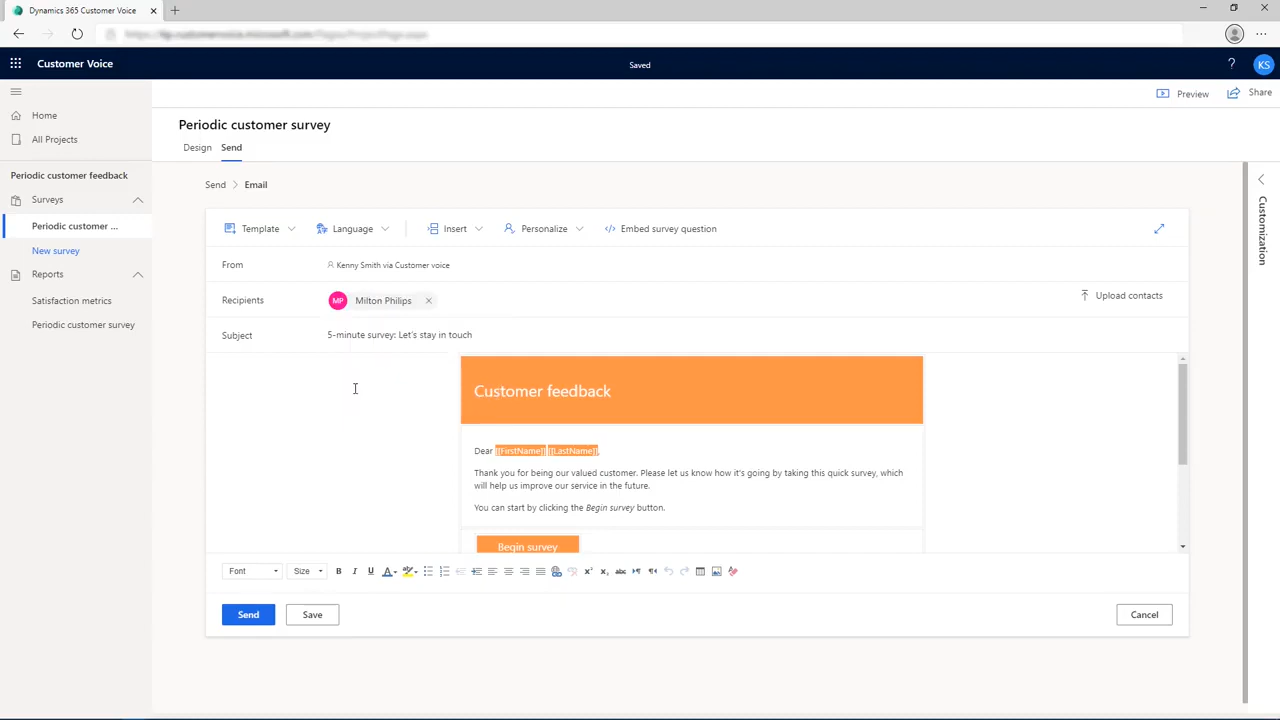 Dynamics 365 Customer Voice
Customer Voice
Saved
?
KS
Preview
Share
Home
All Projects
Periodic customer feedback
Surveys
Periodic customer ...
New survey
Reports
Satisfaction metrics
Periodic customer survey
Periodic customer survey
Design
Send
Send
Email
Template
Language
Insert
Personalize
Embed survey question
From
Kenny Smith via Customer voice
Recipients
MP
Milton Philips
Upload contacts
Subject
5-minute survey: Let's stay in touch
Customer feedback
Dear [[FirstName]] [[LastName]],
Thank you for being our valued customer. Please let us know how it's going by taking this quick survey, which
will help us improve our service in the future.
You can start by clicking the Begin survey button.
Begin survey
Font
Size
B
I
U
Send
Save
Cancel
Customization